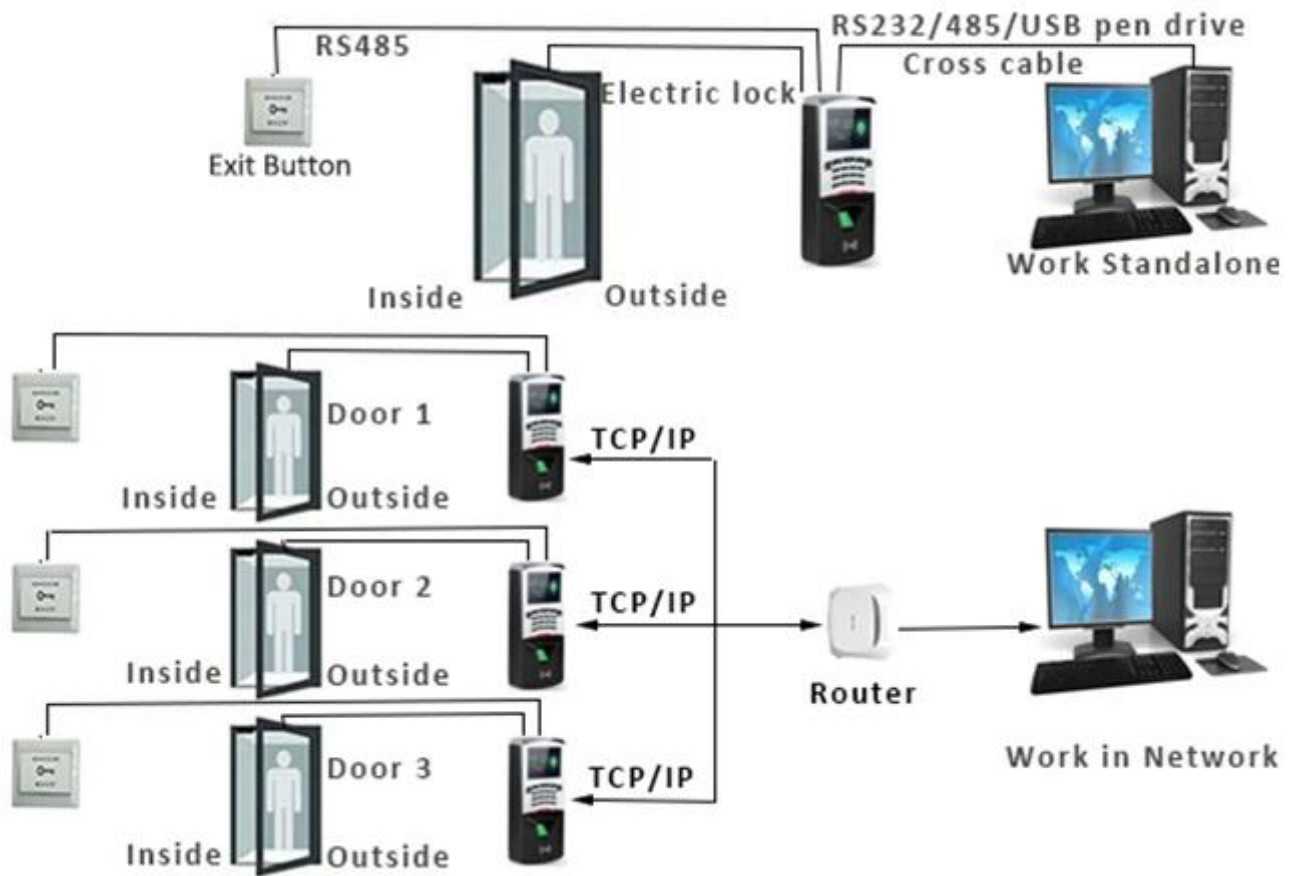 RS485
RS232/485/USB pen drive
Cross cable
Electric lock
Exit Button
Work Standalone
Inside
Outside
Door 1
TCP/IP
Inside
Outside
Door 2
TCP/IP
Inside
Outside
Router
Door 3
TCP/IP
Work in Network
Inside
Outside